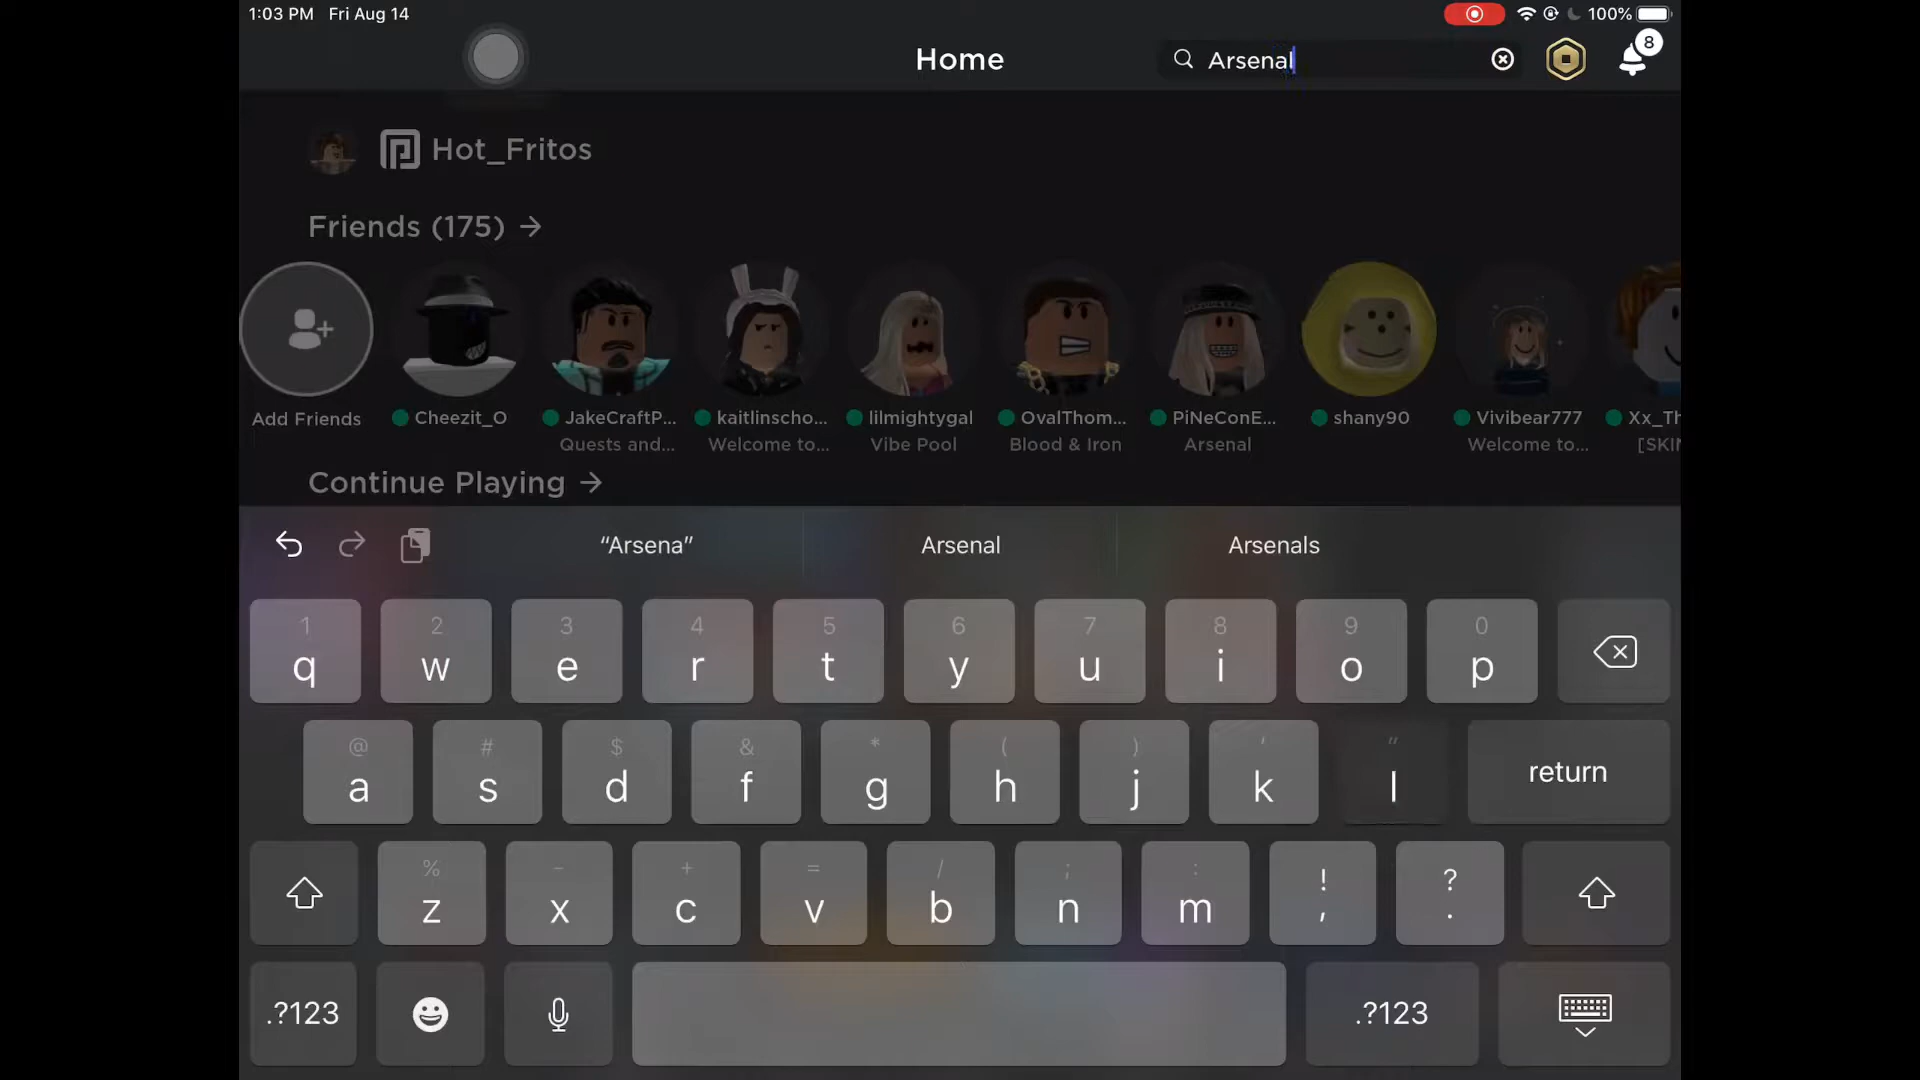 1:03 PM Fri Aug 14
100%
Home
Arsenal
8
Hot_Fritos
Friends (175) →
Add Friends
Cheezit_O
JakeCraftP...
kaitlinscho...
lilmightygal
OvalThom...
PiNeConE...
shany90
Vivibear777
Xx_Th
Quests and...
Welcome to...
Vibe Pool
Blood & Iron
Arsenal
Welcome to...
[SKIN
Continue Playing →
“Arsena”
Arsenal
Arsenals
1 2 3 4 5 6 7 8 9 0
q w e r t y u i o p
@ # $ & * ( ) ' "
a s d f g h j k l return
% - + = / ; : ! ?
z x c v b n m , .
.?123 .?123